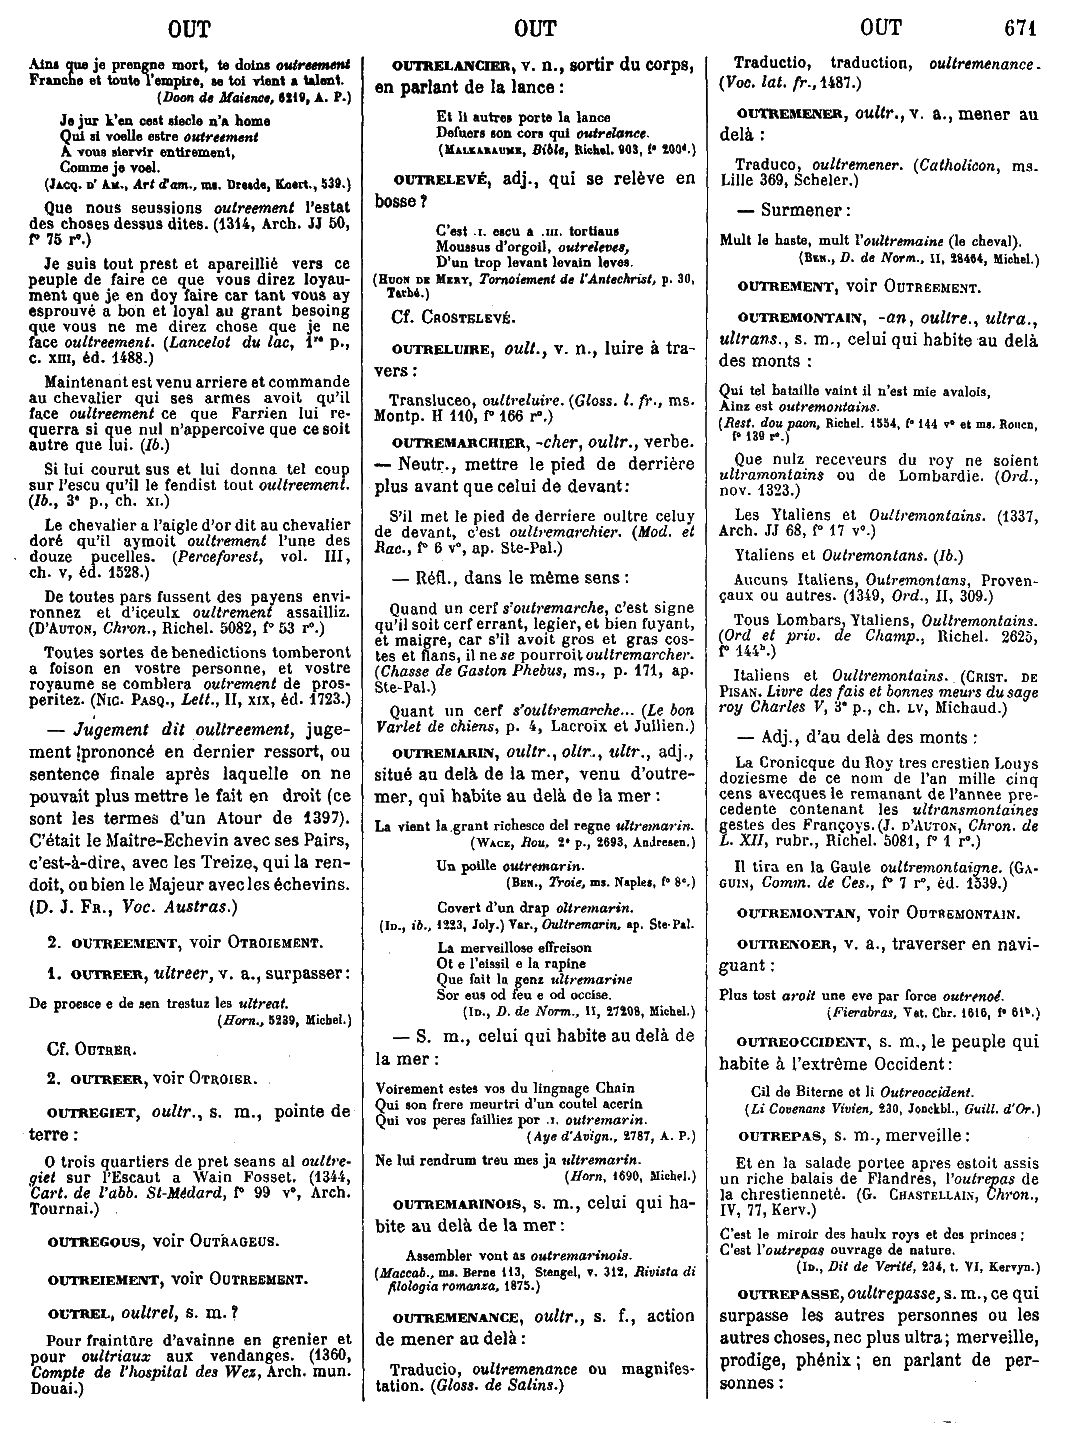 OUT
OUT
OUT 671
Ains que je prengne mort, te doins outreement
Franche et toute l'empire, se toi vient a talent.
(Doon de Maience, 6219, A. P.)
Je jur k'en cest siecle n'a home
Qui si voelle estre outreement
A vous siervir entirement,
Comme je voel.
(JACQ. D' AM., Art d'am., ms. Dresde, Kœrt., 539.)
Que nous seussions outreement l'estat
des choses dessus dites. (1314, Arch. JJ 50,
f° 75 r°.)
Je suis tout prest et apareillié vers ce
peuple de faire ce que vous direz loyau-
ment que je en doy faire car tant vous ay
esprouvé a bon et loyal au grant besoing
que vous ne me direz chose que je ne
face oultreement. (Lancelot du lac, 1re p.,
c. XIII, éd. 1488.)
Maintenant est venu arriere et commande
au chevalier qui ses armes avoit qu'il
face oultreement ce que Farrien lui re-
querra si que nul n'appercoive que ce soit
autre que lui. (Ib.)
Si lui courut sus et lui donna tel coup
sur l'escu qu'il le fendist tout oultreement.
(Ib., 3e p., ch. XI.)
Le chevalier a l'aigle d'or dit au chevalier
doré qu'il aymoit oultrement l'une des
douze pucelles. (Perceforest, vol. III,
ch. V, éd. 1528.)
De toutes pars fussent des payens envi-
ronnez et d'iceulx oultrement assailliz.
(D'AUTON, Chron., Richel. 5082, f° 53 r°.)
Toutes sortes de benedictions tomberont
a foison en vostre personne, et vostre
royaume se comblera outrement de pros-
peritez. (NIC. PASQ., Lett., II, XIX, éd. 1723.)
— Jugement dit oultreement, juge-
ment prononcé en dernier ressort, ou
sentence finale après laquelle on ne
pouvait plus mettre le fait en droit (ce
sont les termes d'un Atour de 1397).
C'était le Maitre-Echevin avec ses Pairs,
c'est-à-dire, avec les Treize, qui la ren-
doit, ou bien le Majeur avec les échevins.
(D. J. FR., Voc. Austras.)
2. OUTREEMENT, voir OTROIEMENT.
1. OUTREER, ultreer, v. a., surpasser :
De proesce e de sen trestuz les ultreat.
(Horn., 5239, Michel.)
Cf. OUTRER.
2. OUTREER, voir OTROIER.
OUTREGIET, oultr., s. m., pointe de
terre :
O trois quartiers de pret seans al oultre-
giet sur l'Escaut a Wain Fosset. (1344,
Cart. de l'abb. St-Médard, f° 99 v°, Arch.
Tournai.)
OUTREGOUS, voir OUTRAGEUS.
OUTREIEMENT, voir OUTREEMENT.
OUTREL, oultrel, s. m. ?
Pour frainture d'avainne en grenier et
pour oultriaux aux vendanges. (1360,
Compte de l'hospital des Wez, Arch. mun.
Douai.)
OUTRELANCIER, v. n., sortir du corps,
en parlant de la lance :
Et li autres porte la lance
Defuers son cors qui outrelance.
(MALKARAUME, Bible, Richel. 903, f° 200d.)
OUTRELEVÉ, adj., qui se relève en
bosse ?
C'est .I. escu a .III. tortiaus
Moussus d'orgoil, outreleves,
D'un trop levant levain leves.
(HUON DE MERY, Tornoiement de l'Antechrist, p. 30,
Tarbé.)
Cf. CROSTELEVÉ.
OUTRELUIRE, oult., v. n., luire à tra-
vers :
Transluceo, oultreluire. (Gloss. l. fr., ms.
Montp. H 110, f° 166 r°.)
OUTREMARCHIER, -cher, oultr., verbe.
— Neutr., mettre le pied de derrière
plus avant que celui de devant :
S'il met le pied de derriere oultre celuy
de devant, c'est oultremarchier. (Mod. et
Rac., f° 6 v°, ap. Ste-Pal.)
— Réfl., dans le même sens :
Quand un cerf s'outremarche, c'est signe
qu'il soit cerf errant, legier, et bien fuyant,
et maigre, car s'il avoit gros et gras cos-
tes et flans, il ne se pourroit oultremarcher.
(Chasse de Gaston Phebus, ms., p. 171, ap.
Ste-Pal.)
Quant un cerf s'oultremarche... (Le bon
Varlet de chiens, p. 4, Lacroix et Jullien.)
OUTREMARIN, oultr., oltr., ultr., adj.,
situé au delà de la mer, venu d'outre-
mer, qui habite au delà de la mer :
La vient la grant richesce del regne ultremarin.
(WACE, Rou, 2e p., 2693, Andresen.)
Un poille outremarin.
(BEN., Troie, ms. Naples, f° 8c.)
Covert d'un drap oltremarin.
(ID., ib., 1223, Joly.) Var., Oultremarin, ap. Ste-Pal.
La merveillose effreison
Ot e l'eissil e la rapine
Que fait la genz ultremarine
Sor eus od feu e od occise.
(ID., D. de Norm., II, 27208, Michel.)
— S. m., celui qui habite au delà de
la mer :
Voirement estes vos du lingnage Chain
Qui son frere meurtri d'un coutel acerin
Qui vos peres failliez por .I. outremarin.
(Aye d'Avign., 2787, A. P.)
Ne lui rendrum treu mes ja ultremarin.
(Horn, 1690, Michel.)
OUTREMARINOIS, s. m., celui qui ha-
bite au delà de la mer :
Assembler vont as outremarinois.
(Maccab., ms. Berne 113, Stengel, v. 312, Rivista di
filologia romanza, 1875.)
OUTREMENANCE, oultr., s. f., action
de mener au delà :
Traducio, oultremenance ou magnifes-
tation. (Gloss. de Salins.)
Traductio, traduction, oultremenance.
(Voc. lat. fr., 1487.)
OUTREMENER, oultr., v. a., mener au
delà :
Traduco, oultremener. (Catholicon, ms.
Lille 369, Scheler.)
— Surmener :
Mult le haste, mult l'oultremaine (le cheval).
(BEN., D. de Norm., II, 28464, Michel.)
OUTREMENT, voir OUTREEMENT.
OUTREMONTAIN, -an, oultre., ultra.,
ultrans., s. m., celui qui habite au delà
des monts :
Qui tel bataille vaint il n'est mie avalois,
Ainz est outremontains.
(Rest. dou paon, Richel. 1554, f° 144 v° et ms. Rouen,
f° 139 r°.)
Que nulz receveurs du roy ne soient
ultramontains ou de Lombardie. (Ord.,
nov. 1323.)
Les Ytaliens et Oultremontains. (1337,
Arch. JJ 68, f° 17 v°.)
Ytaliens et Outremontans. (Ib.)
Aucuns Italiens, Outremontans, Proven-
çaux ou autres. (1349, Ord., II, 309.)
Tous Lombars, Ytaliens, Oultremontains.
(Ord et priv. de Champ., Richel. 2625,
f° 144b.)
Italiens et Oultremontains. (CRIST. DE
PISAN. Livre des fais et bonnes meurs du sage
roy Charles V, 3e p., ch. LV, Michaud.)
— Adj., d'au delà des monts :
La Cronicque du Roy tres crestien Louys
doziesme de ce nom de l'an mille cinq
cens avecques le remanant de l'annee pre-
cedente contenant les ultransmontaines
gestes des Françoys. (J. D'AUTON, Chron. de
L. XII, rubr., Richel. 5081, f° 1 r°.)
Il tira en la Gaule oultremontaigne. (GA-
GUIN, Comm. de Ces., f° 7 r°, éd. 1539.)
OUTREMONTAN, voir OUTREMONTAIN.
OUTRENOER, v. a., traverser en navi-
guant :
Plus tost aroit une eve par force outrenoé.
(Fierabras, Vat. Chr. 1616, f° 61b.)
OUTREOCCIDENT, s. m., le peuple qui
habite à l'extrême Occident :
Cil de Biterne et li Outreoccident.
(Li Covenans Vivien, 230, Jonckbl., Guill. d'Or.)
OUTREPAS, s. m., merveille :
Et en la salade portee apres estoit assis
un riche balais de Flandres, l'outrepas de
la chrestienneté. (G. CHASTELLAIN, Chron.,
IV, 77, Kerv.)
C'est le miroir des haulx roys et des princes ;
C'est l'outrepas ouvrage de nature.
(ID., Dit de Verité, 234, t. VI, Kervyn.)
OUTREPASSE, oultrepasse, s. m., ce qui
surpasse les autres personnes ou les
autres choses, nec plus ultra ; merveille,
prodige, phénix ; en parlant de per-
sonnes :